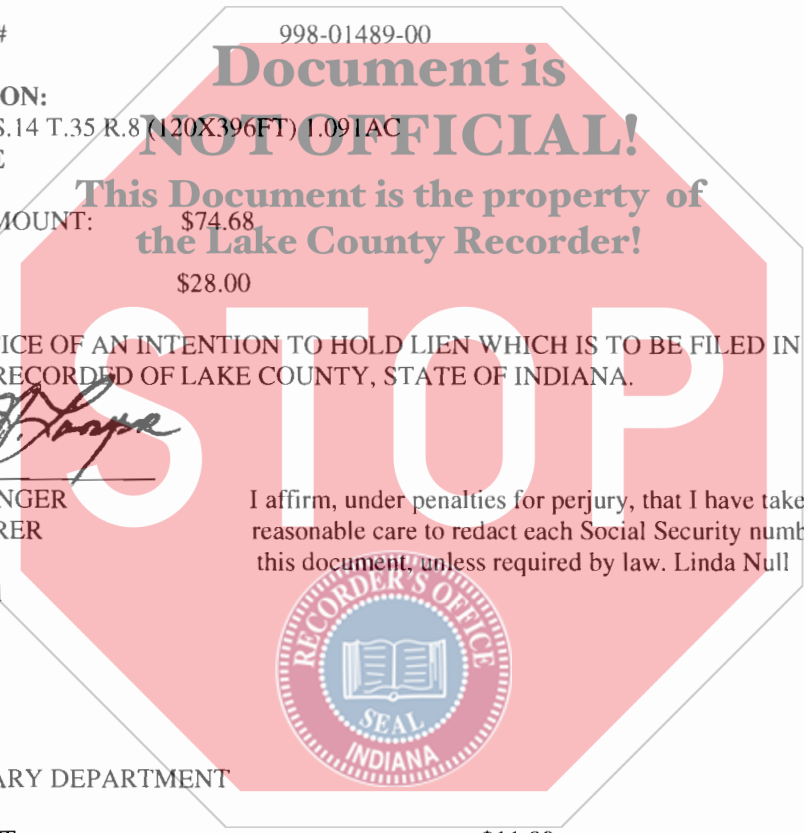 #
998-01489-00
Document is
ON:
S.14 T.35 R.8 (120X396FT) 1.091AC
NOT OFFICIAL!
E
This Document is the property of
MOUNT: $74.68
the Lake County Recorder!
$28.00
STOP
ICE OF AN INTENTION TO HOLD LIEN WHICH IS TO BE FILED IN
RECORDED OF LAKE COUNTY, STATE OF INDIANA.
NGER
I affirm, under penalties for perjury, that I have take
RER
reasonable care to redact each Social Security numb
this document, unless required by law. Linda Null
RECORDER'S OFFICE
SEAL
INDIANA
ARY DEPARTMENT